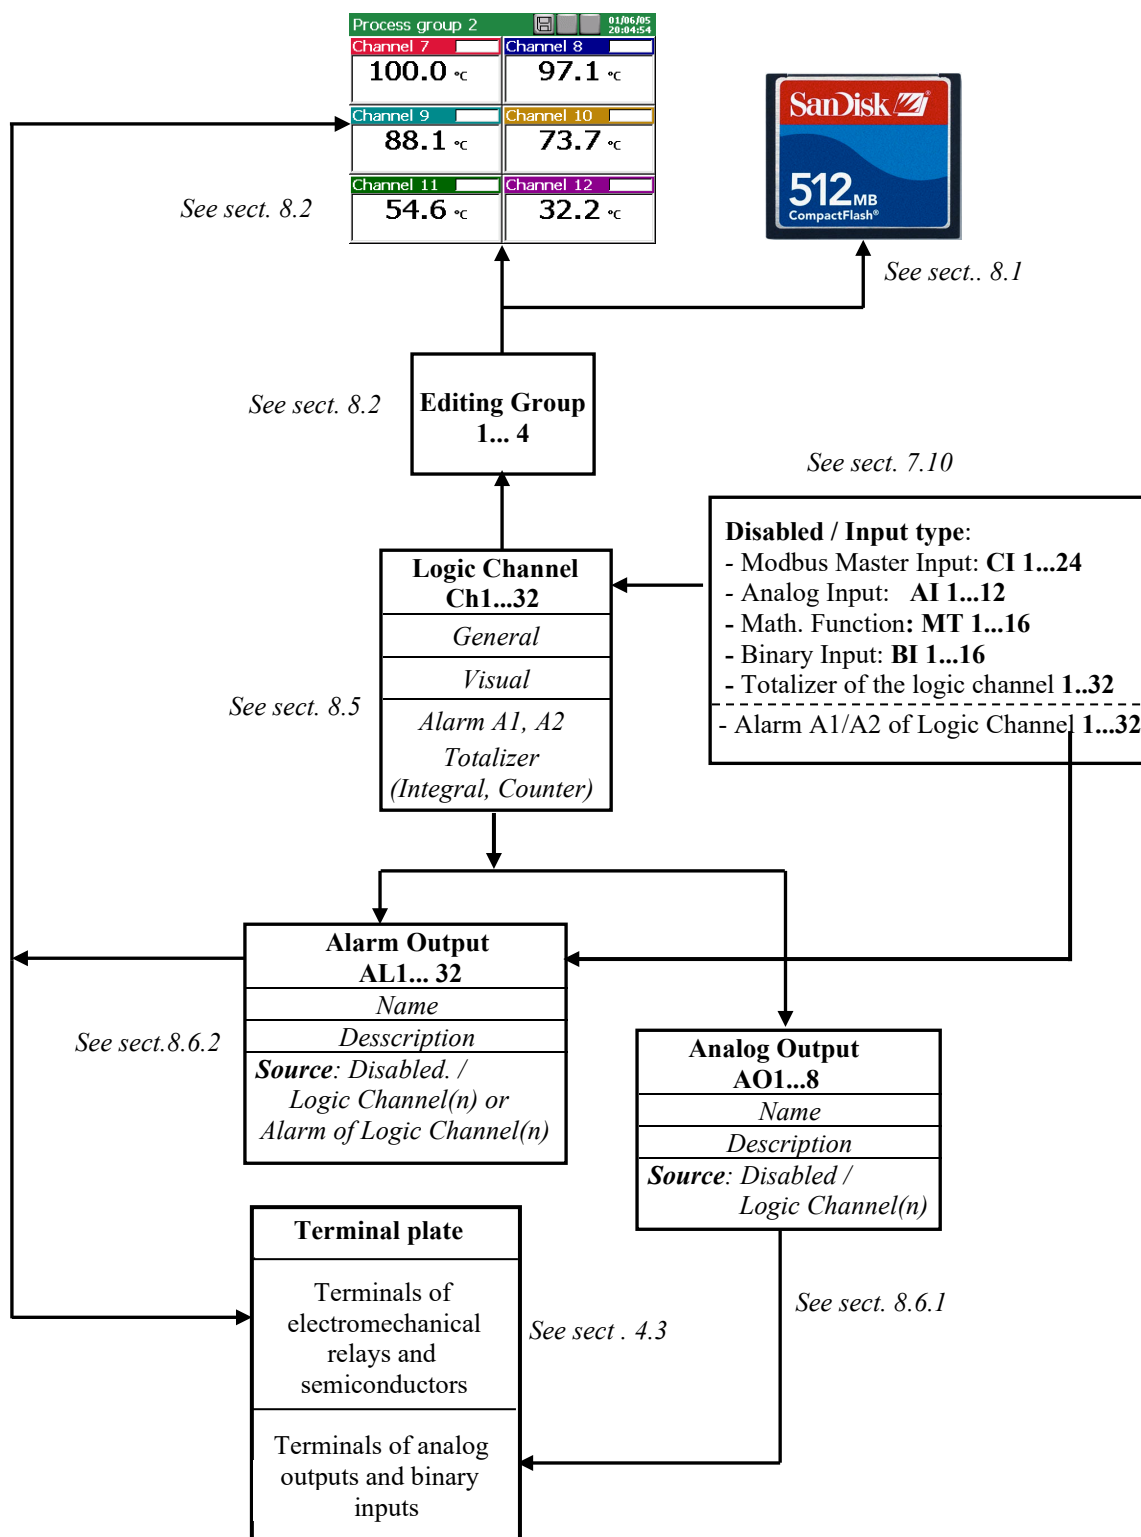 Process group 2
01/06/05
20:04:54
Channel 7
Channel 8
100.0 °C
97.1 °C
Channel 9
Channel 10
88.1 °C
73.7 °C
Channel 11
Channel 12
54.6 °C
32.2 °C
See sect. 8.2
SanDisk
512MB
CompactFlash®
See sect.. 8.1
See sect. 8.2
Editing Group
1... 4
See sect. 7.10
Disabled / Input type:
- Modbus Master Input: CI 1...24
- Analog Input: AI 1...12
- Math. Function: MT 1...16
- Binary Input: BI 1...16
- Totalizer of the logic channel 1..32
- Alarm A1/A2 of Logic Channel 1...32
Logic Channel
Ch1...32
General
Visual
Alarm A1, A2
Totalizer
(Integral, Counter)
See sect. 8.5
Alarm Output
AL1... 32
Name
Desscription
Source: Disabled. /
Logic Channel(n) or
Alarm of Logic Channel(n)
See sect.8.6.2
Analog Output
AO1...8
Name
Description
Source: Disabled /
Logic Channel(n)
See sect. 8.6.1
Terminal plate
Terminals of
electromechanical
relays and
semiconductors
See sect . 4.3
Terminals of analog
outputs and binary
inputs